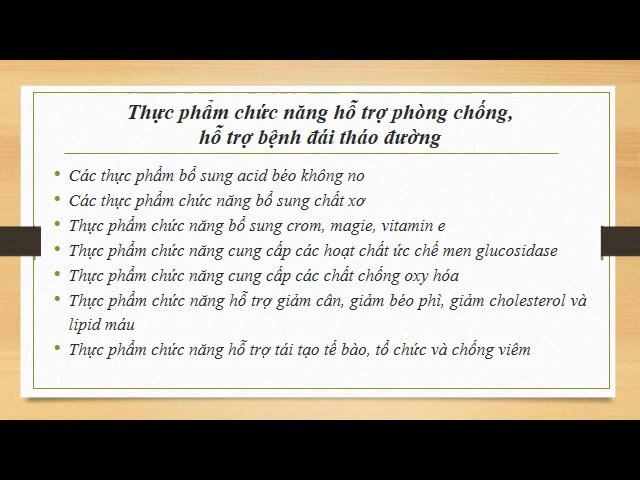 Thực phẩm chức năng hỗ trợ phòng chống,
hỗ trợ bệnh đái tháo đường
• Các thực phẩm bổ sung acid béo không no
• Các thực phẩm chức năng bổ sung chất xơ
• Thực phẩm chức năng bổ sung crom, magie, vitamin e
• Thực phẩm chức năng cung cấp các hoạt chất ức chế men glucosidase
• Thực phẩm chức năng cung cấp các chất chống oxy hóa
• Thực phẩm chức năng hỗ trợ giảm cân, giảm béo phì, giảm cholesterol và
lipid máu
• Thực phẩm chức năng hỗ trợ tái tạo tế bào, tổ chức và chống viêm